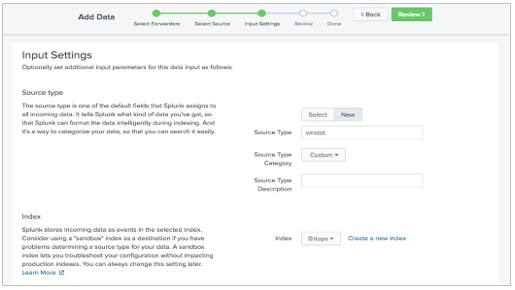 Add Data
Select Forwarders
Select Source
Input Settings
Review
Done
< Back
Review >
Input Settings
Optionally set additional input parameters for this data input as follows:
Source type
The source type is one of the default fields that Splunk assigns to
all incoming data. It tells Splunk what kind of data you've got, so
that Splunk can format the data intelligently during indexing. And
it's a way to categorize your data, so that you can search it easily.
Select
New
Source Type
vmstat
Source Type
Category
Custom
Source Type
Description
Index
Splunk stores incoming data as events in the selected index.
Consider using a "sandbox" index as a destination if you have
problems determining a source type for your data. A sandbox
index lets you troubleshoot your configuration without impacting
production indexes. You can always change this setting later.
Learn More
Index
Create a new index